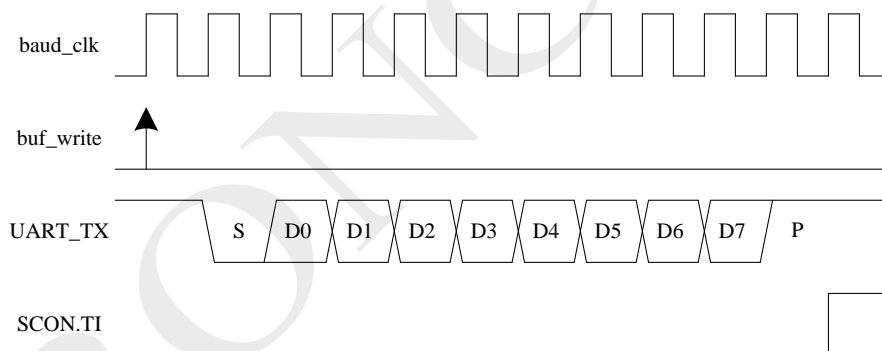 baud_clk
buf_write
UART_TX S D0 D1 D2 D3 D4 D5 D6 D7 P
SCON.TI